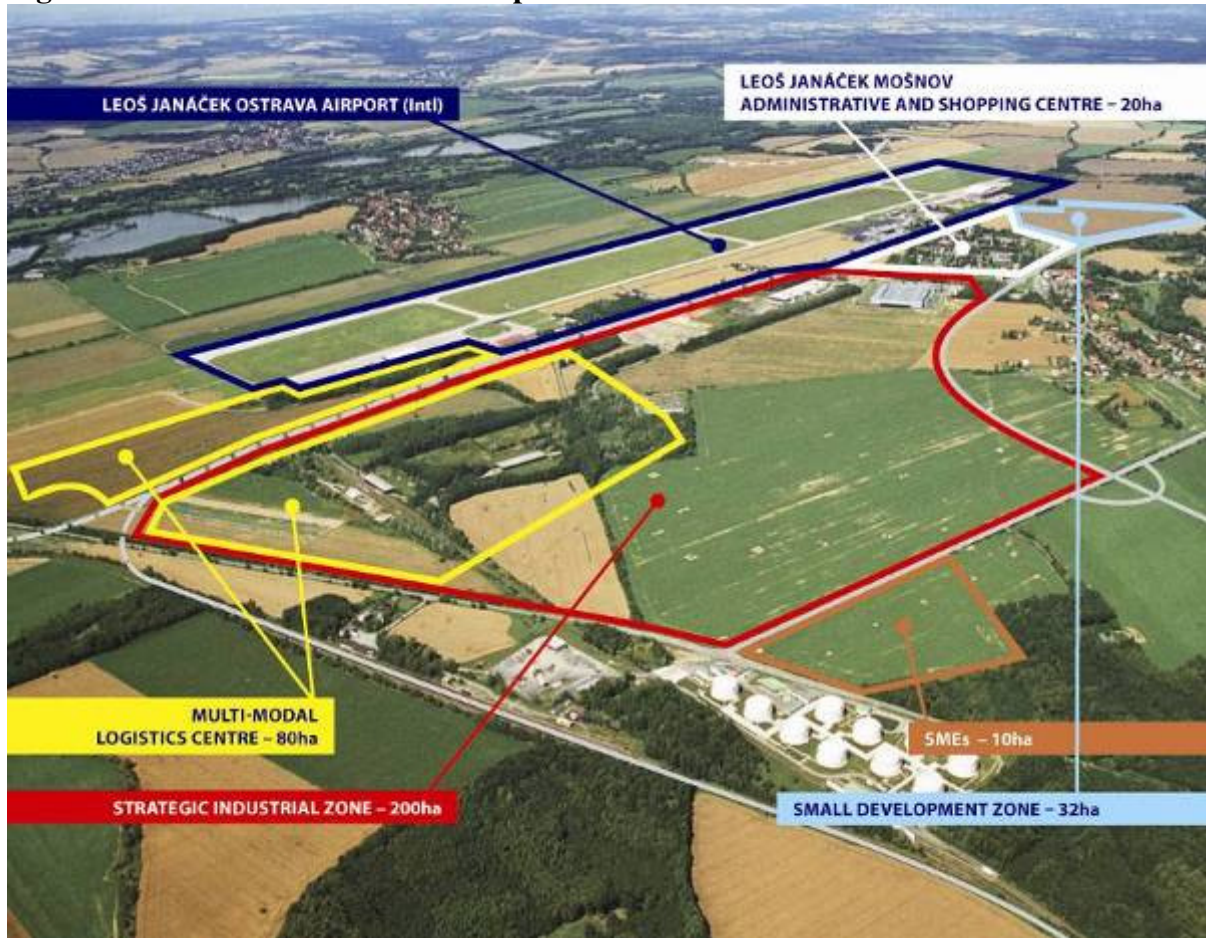 LEOŠ JANÁČEK OSTRAVA AIRPORT (Intl)
LEOŠ JANÁČEK MOŠNOV
ADMINISTRATIVE AND SHOPPING CENTRE – 20ha
MULTI-MODAL
LOGISTICS CENTRE – 80ha
SMEs – 10ha
STRATEGIC INDUSTRIAL ZONE – 200ha
SMALL DEVELOPMENT ZONE – 32ha